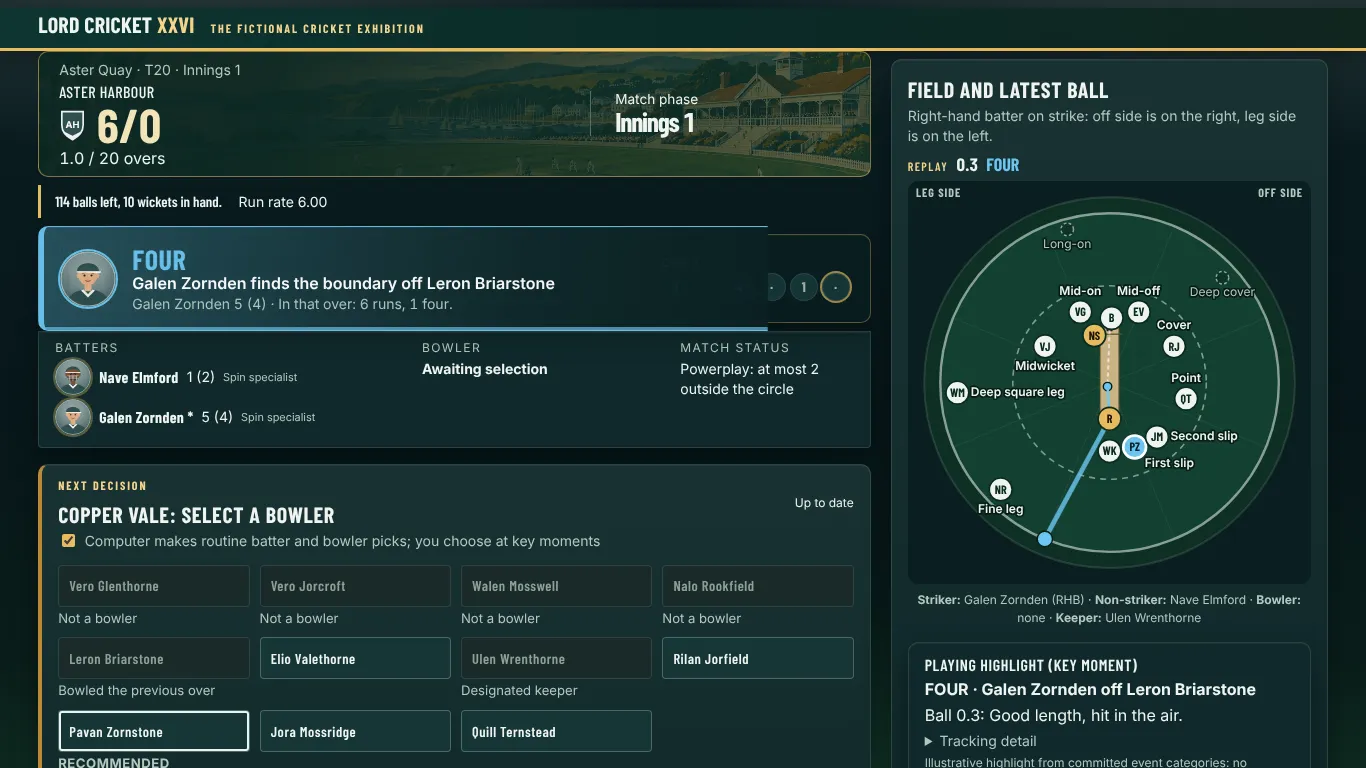 LORD CRICKET XXVI THE FICTIONAL CRICKET EXHIBITION
Aster Quay · T20 · Innings 1
ASTER HARBOUR
AH 6/0
1.0 / 20 overs
Match phase
Innings 1
114 balls left, 10 wickets in hand. Run rate 6.00
FOUR
Galen Zornden finds the boundary off Leron Briarstone
Galen Zornden 5 (4) · In that over: 6 runs, 1 four.
· 1 ·
BATTERS
Nave Elmford 1 (2) Spin specialist
Galen Zornden * 5 (4) Spin specialist
BOWLER
Awaiting selection
MATCH STATUS
Powerplay: at most 2
outside the circle
NEXT DECISION
COPPER VALE: SELECT A BOWLER
Up to date
Computer makes routine batter and bowler picks; you choose at key moments
Vero Glenthorne
Not a bowler
Vero Jorcroft
Not a bowler
Walen Mosswell
Not a bowler
Nalo Rookfield
Not a bowler
Leron Briarstone
Bowled the previous over
Elio Valethorne
Ulen Wrenthorne
Designated keeper
Rilan Jorfield
Pavan Zornstone
RECOMMENDED
Jora Mossridge
Quill Ternstead
FIELD AND LATEST BALL
Right-hand batter on strike: off side is on the right, leg side
is on the left.
REPLAY 0.3 FOUR
LEG SIDE
OFF SIDE
Long-on
Deep cover
Mid-on
Mid-off
VG
B
EV
NS
Cover
RJ
VJ
Midwicket
Point
QT
WM Deep square leg
R
WK
PZ
JM Second slip
First slip
NR
Fine leg
Striker: Galen Zornden (RHB) · Non-striker: Nave Elmford · Bowler:
none · Keeper: Ulen Wrenthorne
PLAYING HIGHLIGHT (KEY MOMENT)
FOUR · Galen Zornden off Leron Briarstone
Ball 0.3: Good length, hit in the air.
Tracking detail
Illustrative highlight from committed event categories; no